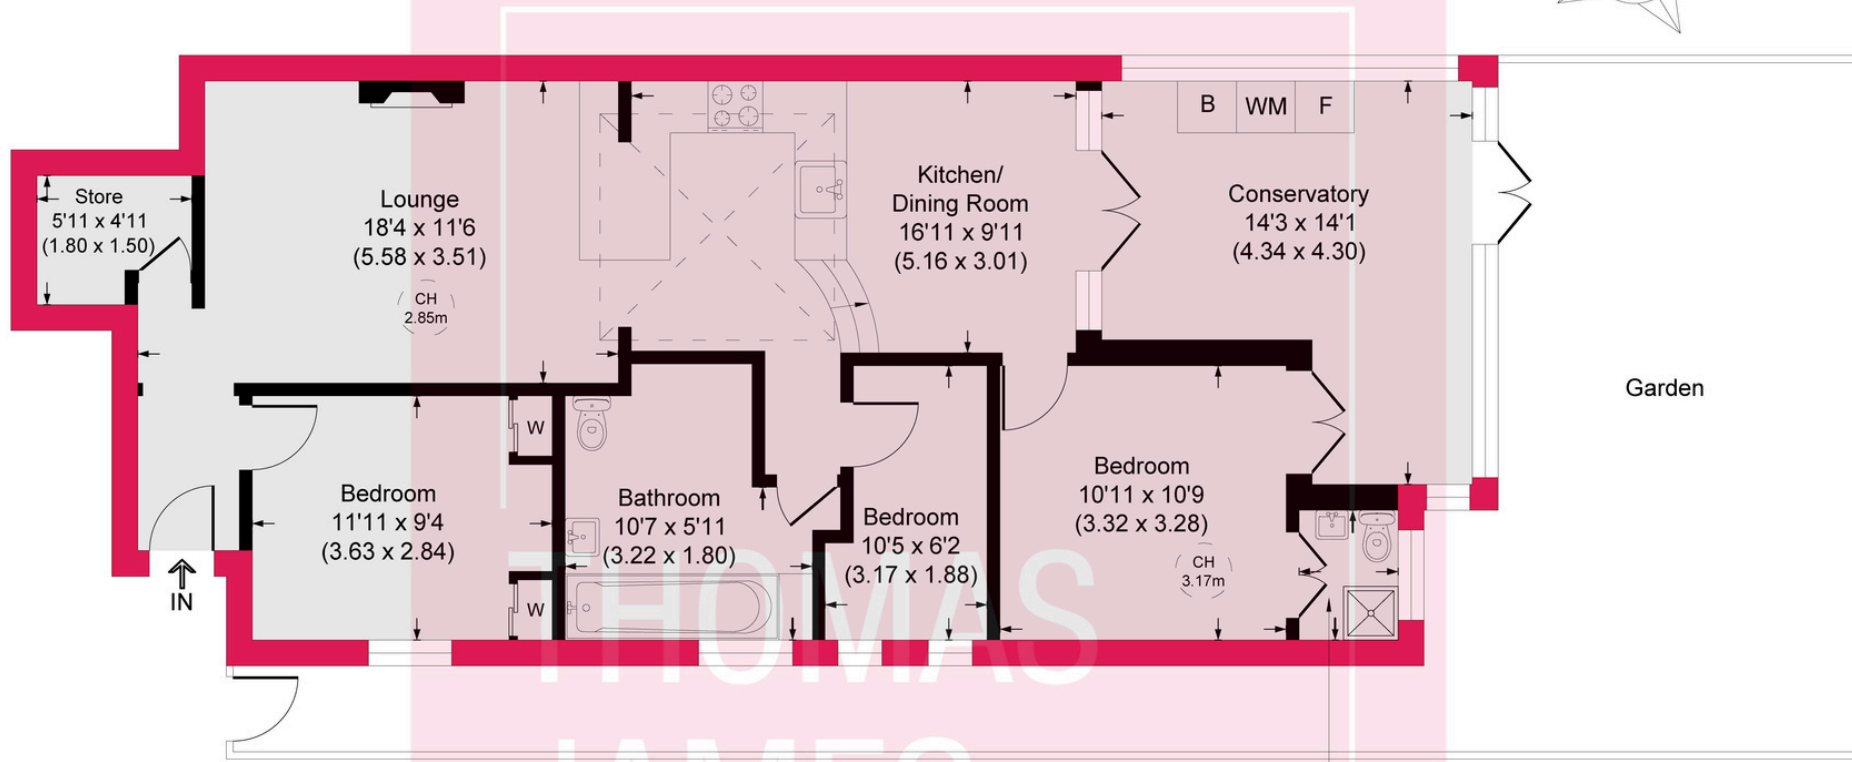 Store
5'11 x 4'11
(1.80 x 1.50)
Lounge
18'4 x 11'6
(5.58 x 3.51)
CH
2.85m
Kitchen/
Dining Room
16'11 x 9'11
(5.16 x 3.01)
B
WM
F
Conservatory
14'3 x 14'1
(4.34 x 4.30)
Garden
IN
Bedroom
11'11 x 9'4
(3.63 x 2.84)
W
W
Bathroom
10'7 x 5'11
(3.22 x 1.80)
Bedroom
10'5 x 6'2
(3.17 x 1.88)
Bedroom
10'11 x 10'9
(3.32 x 3.28)
CH
3.17m
THOMAS
JAMES